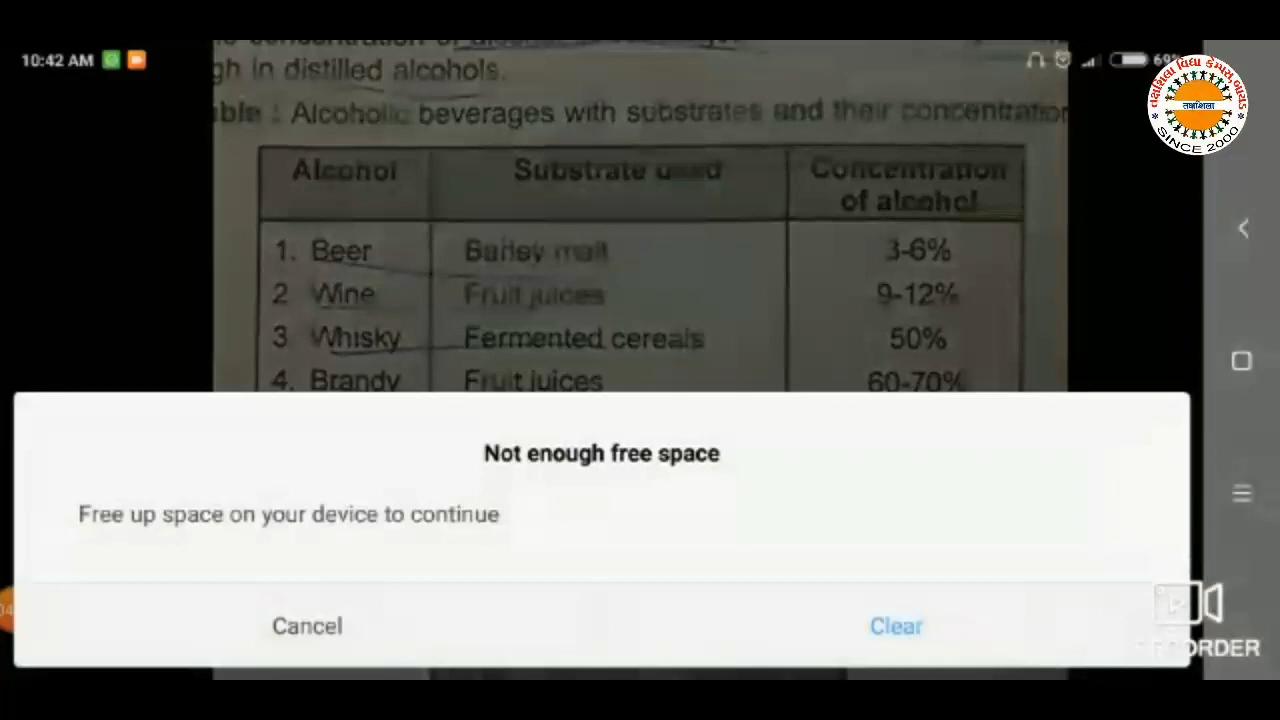 10:42 AM
gh in distilled alcohols.
ble : Alcoholic beverages with substrates and their concentration
Alcohol Substrate used Concentration of alcohol
1. Beer Barley malt 3-6%
2 Wine Fruit juices 9-12%
3 Whisky Fermented cereals 50%
4. Brandy Fruit juices 60-70%
Not enough free space
Free up space on your device to continue
Cancel Clear
તક્ષશિલા
SINCE 2000